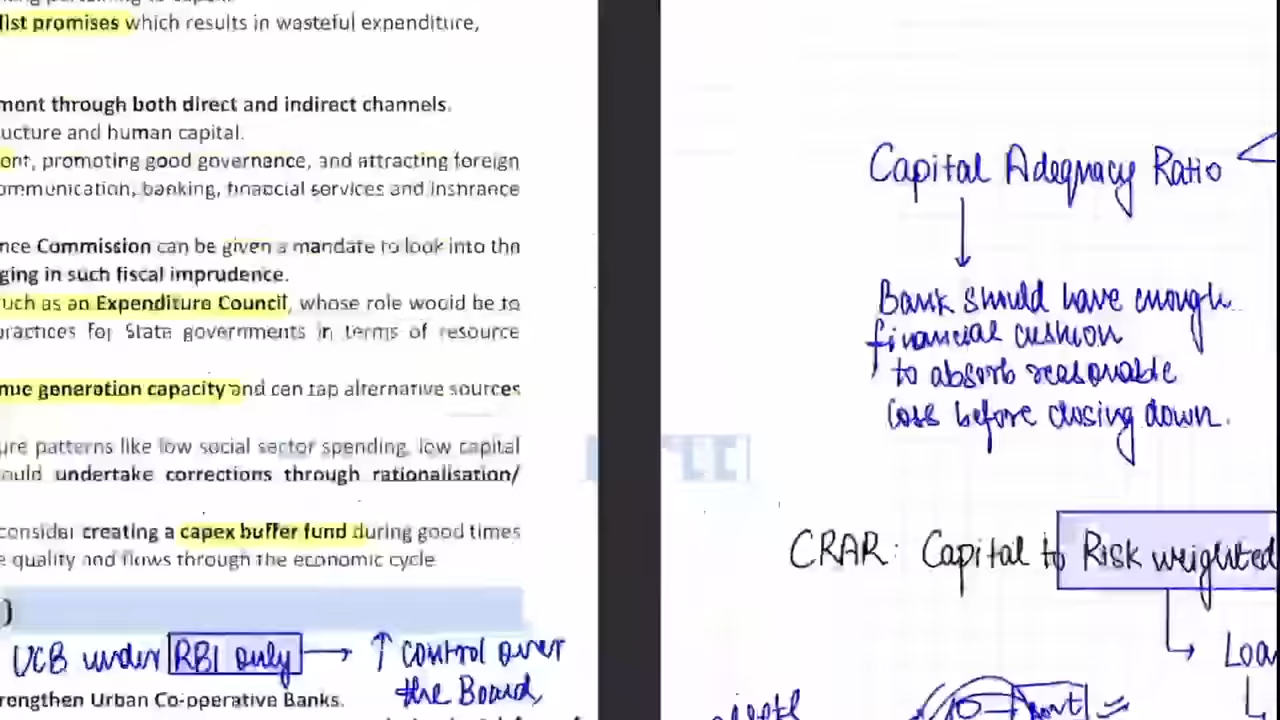 list promises which results in wasteful expenditure,
ment through both direct and indirect channels.
ucture and human capital.
ont, promoting good governance, and attracting foreign
ommunication, banking, financial services and insnrance
nce Commission can be given a mandate to look into the
ging in such fiscal imprudence.
uch as an Expenditure Council, whose role would be to
practices for State governments in terms of resource
nue generation capacity and can tap alternative sources
ure patterns like low social sector spending, low capital
ould undertake corrections through rationalisation/
consider creating a capex buffer fund during good times
e quality and flows through the economic cycle
)
UCB under RBI only → ↑ control over
the Board,
rengthen Urban Co-operative Banks.
Capital Adequacy Ratio
Bank should have enough
financial cushion
to absorb reasonable
loss before closing down.
CRAR: Capital to Risk weighted
Loa